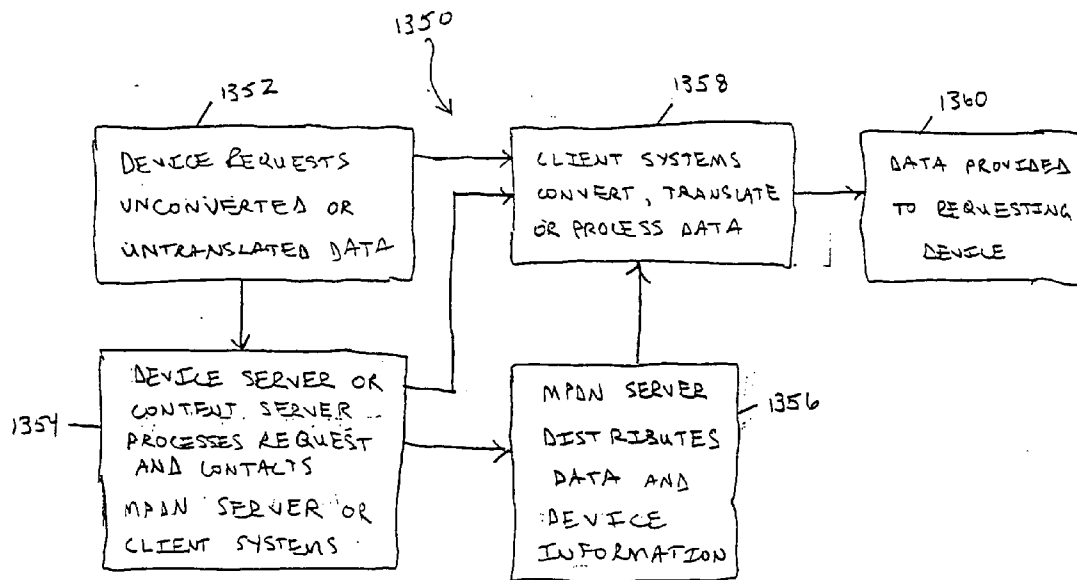 1350
1352
DEVICE REQUESTS
UNCONVERTED OR
UNTRANSLATED DATA
1358
CLIENT SYSTEMS
CONVERT, TRANSLATE
OR PROCESS DATA
1360
DATA PROVIDED
TO REQUESTING
DEVICE
1354
DEVICE SERVER OR
CONTENT SERVER
PROCESSES REQUEST
AND CONTACTS
MPDN SERVER OR
CLIENT SYSTEMS
1356
MPDN SERVER
DISTRIBUTES
DATA AND
DEVICE
INFORMATION